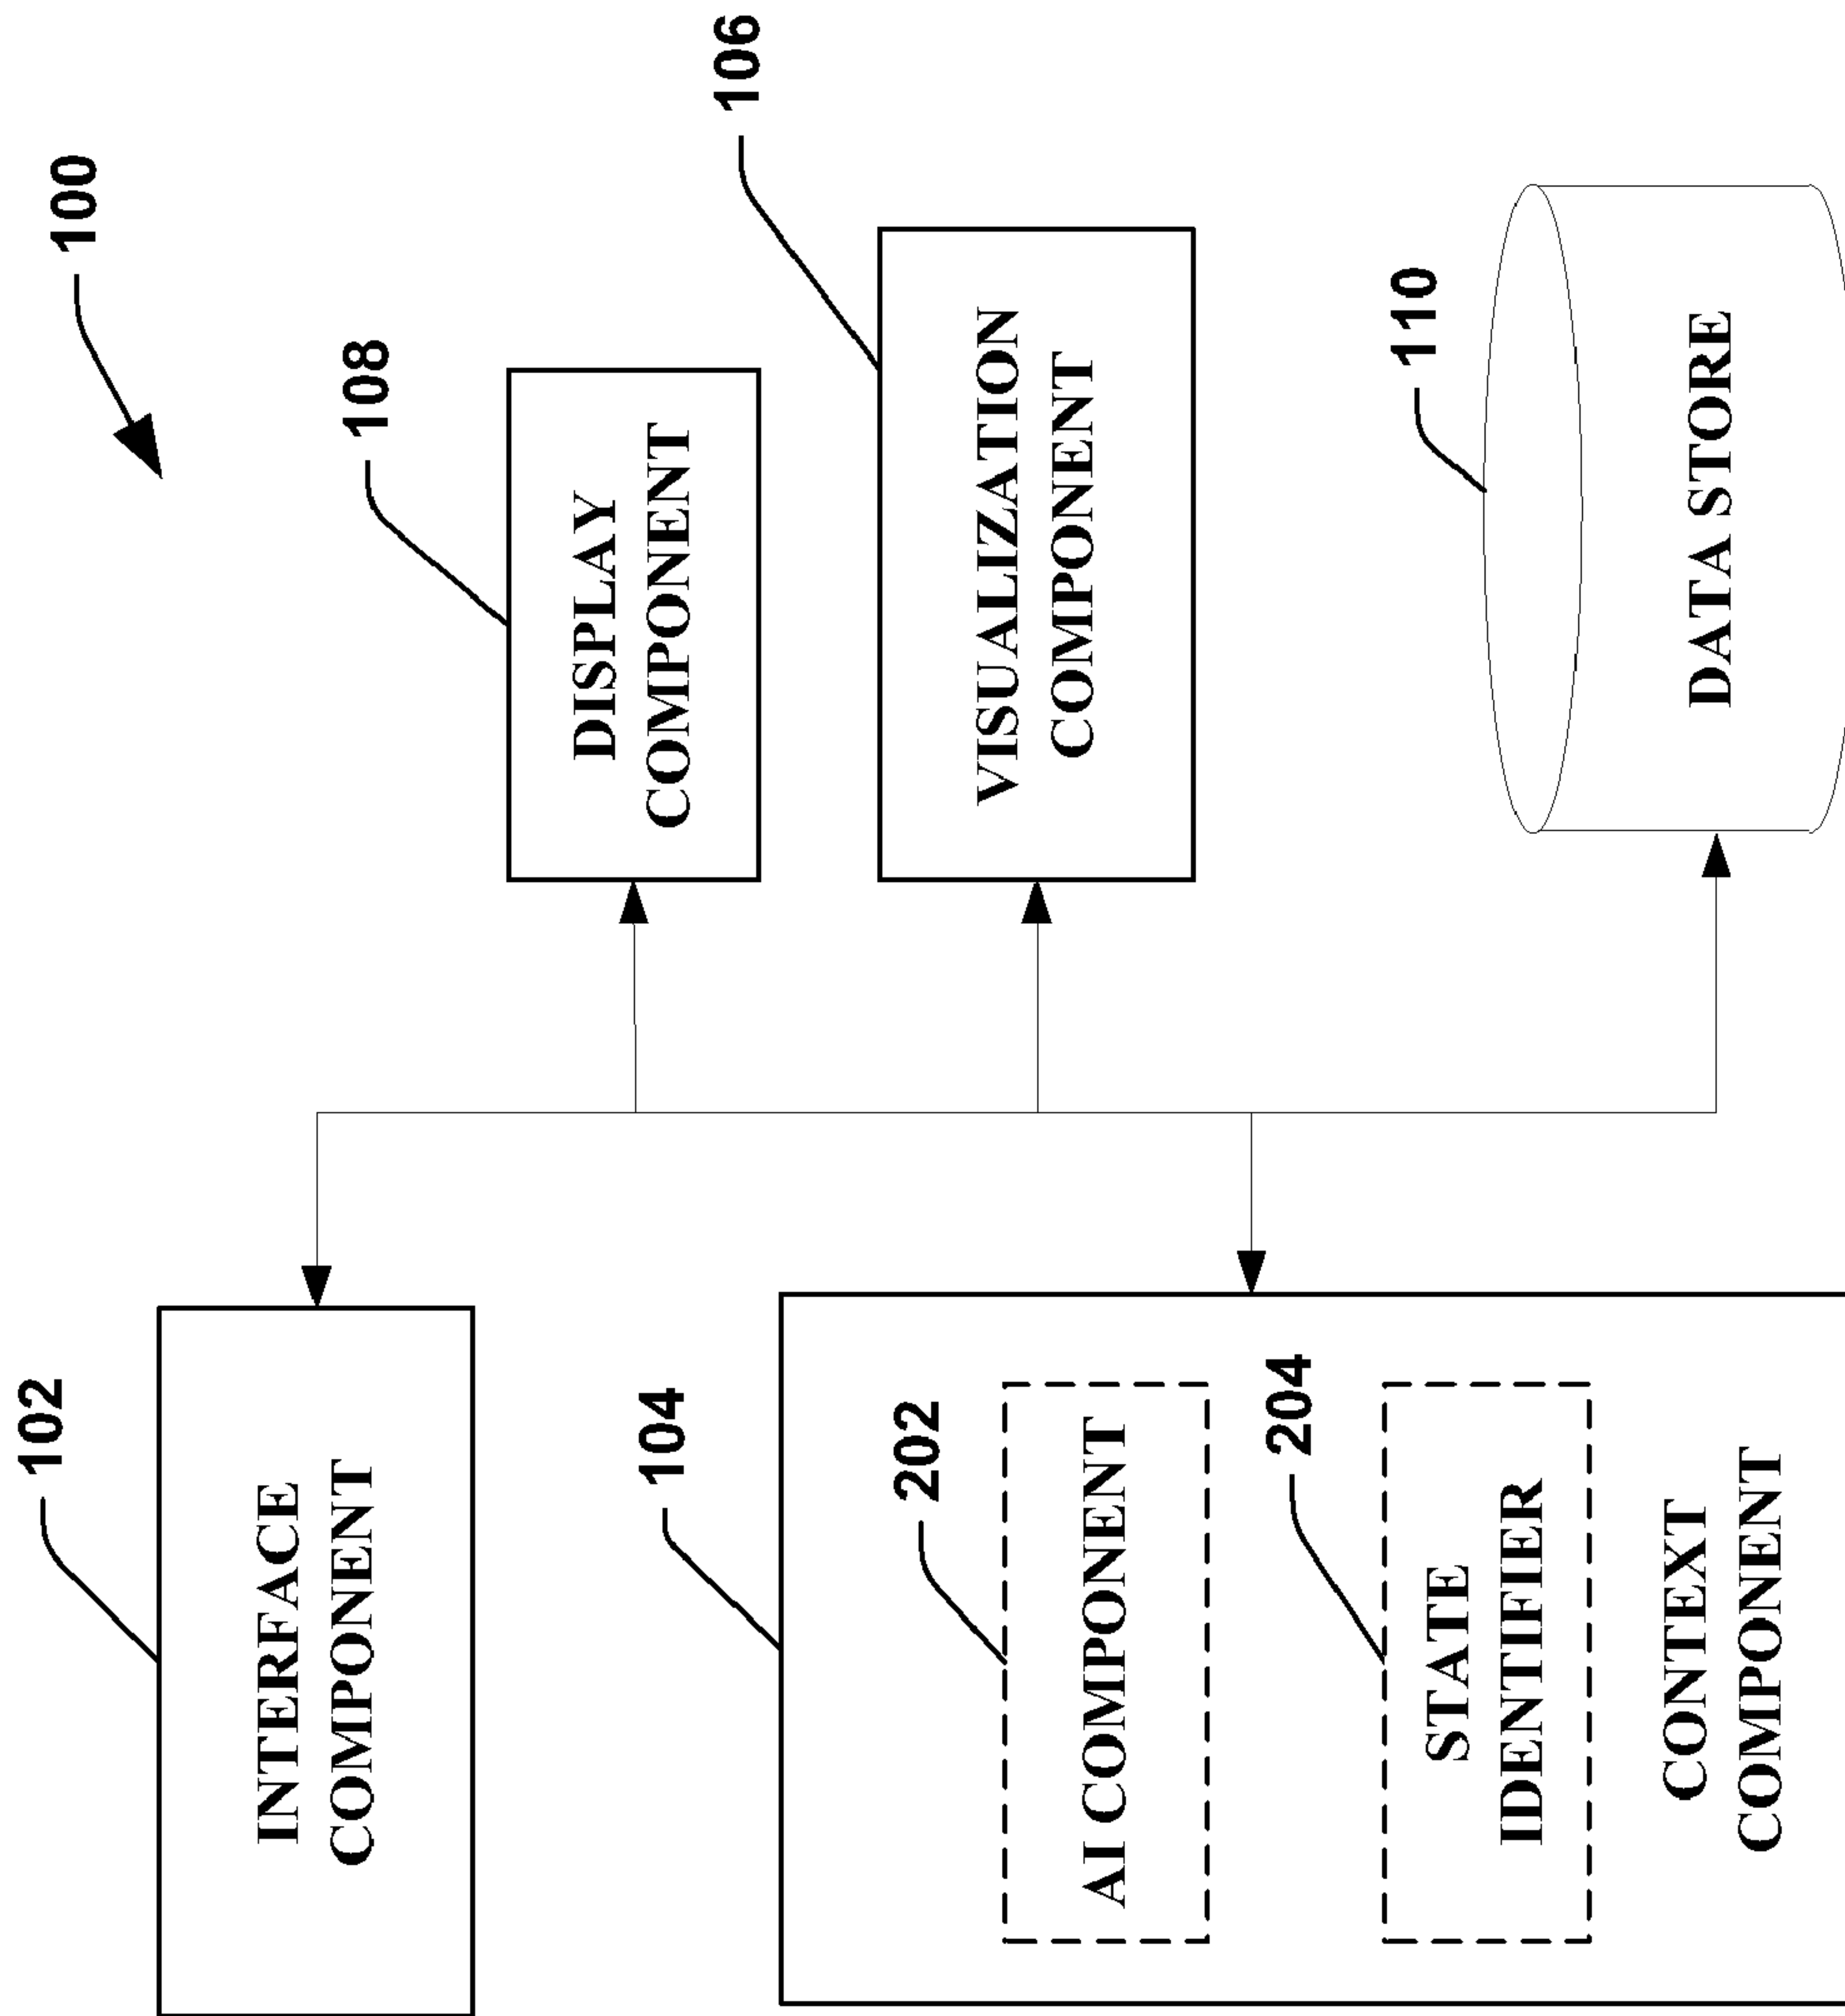 100
102
INTERFACE
COMPONENT
108
DISPLAY
COMPONENT
104
202
AI COMPONENT
204
STATE
IDENTIFIER
CONTEXT
COMPONENT
106
VISUALIZATION
COMPONENT
110
DATA STORE